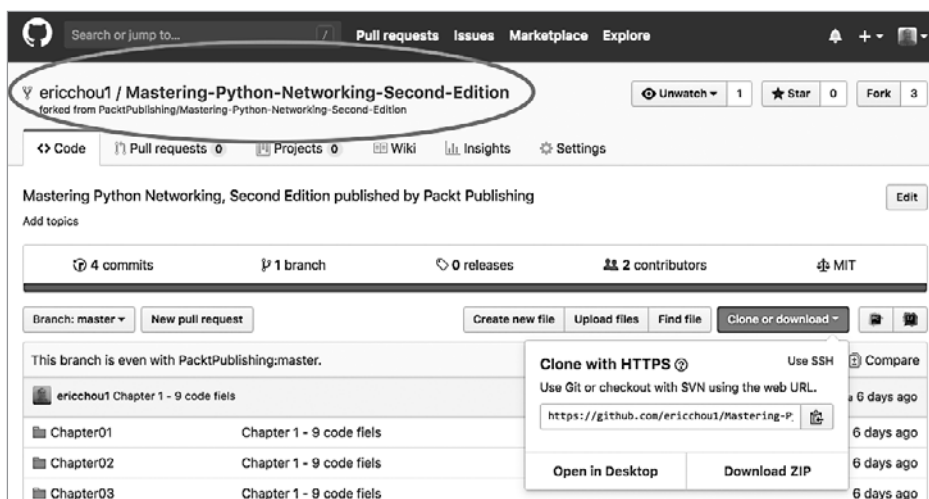 Search or jump to... / Pull requests Issues Marketplace Explore
ericchou1 / Mastering-Python-Networking-Second-Edition
forked from PacktPublishing/Mastering-Python-Networking-Second-Edition
Unwatch 1 Star 0 Fork 3
<> Code Pull requests 0 Projects 0 Wiki Insights Settings
Mastering Python Networking, Second Edition published by Packt Publishing
Edit
Add topics
4 commits 1 branch 0 releases 2 contributors MIT
Branch: master New pull request Create new file Upload files Find file Clone or download
This branch is even with PacktPublishing:master. Compare
ericchou1 Chapter 1 - 9 code fiels 6 days ago
Clone with HTTPS Use SSH
Use Git or checkout with SVN using the web URL.
https://github.com/ericchou1/Mastering-P
Open in Desktop Download ZIP
Chapter01 Chapter 1 - 9 code fiels 6 days ago
Chapter02 Chapter 1 - 9 code fiels 6 days ago
Chapter03 Chapter 1 - 9 code fiels 6 days ago